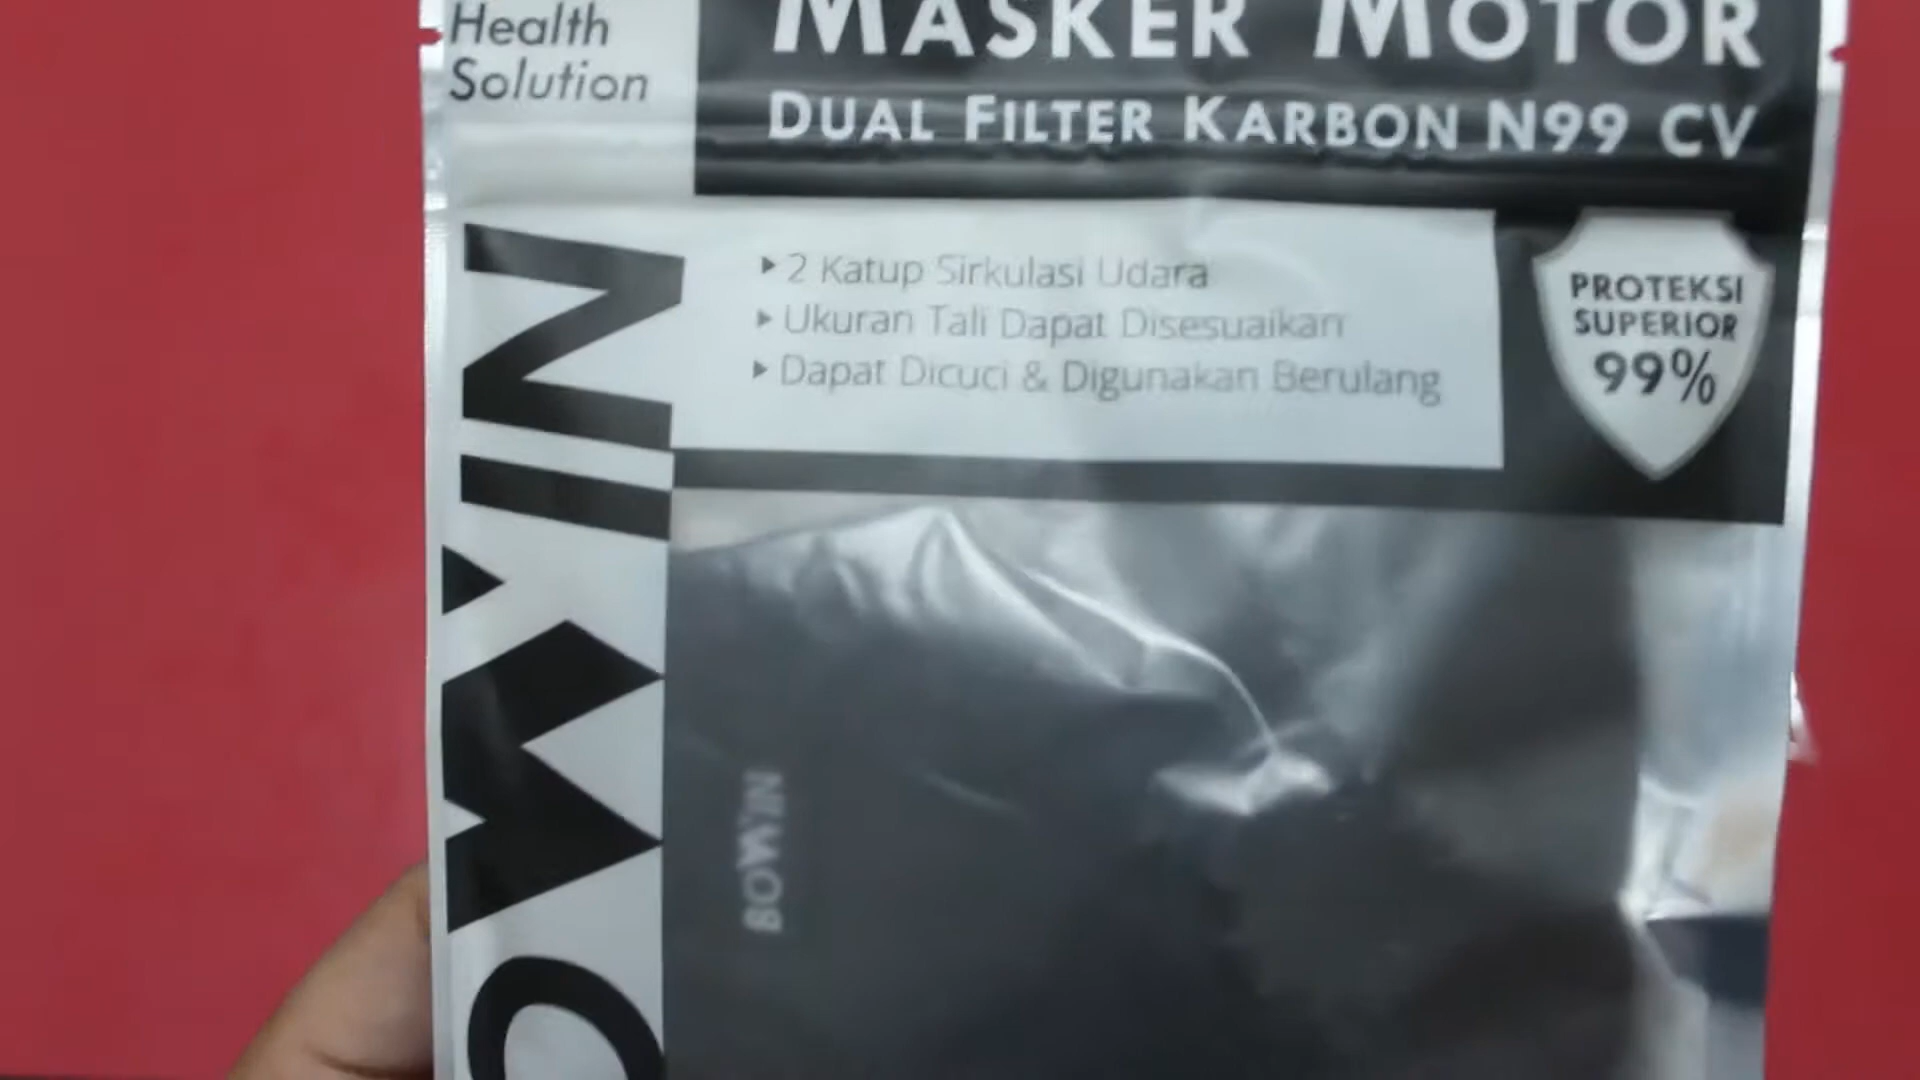 Health
Solution
MASKER MOTOR
DUAL FILTER KARBON N99 CV
2 Katup Sirkulasi Udara
Ukuran Tali Dapat Disesuaikan
Dapat Dicuci & Digunakan Berulang
PROTEKSI
SUPERIOR
99%
OWIN
BOWIN